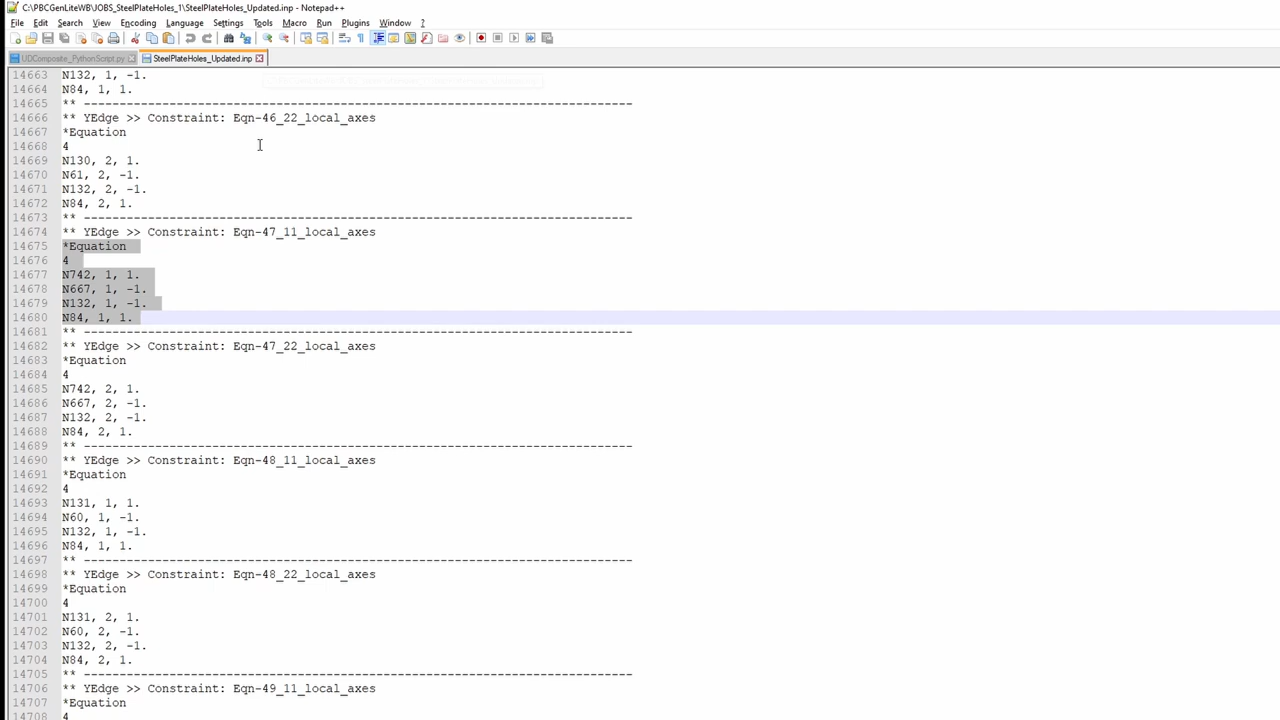 C:\PBCGenLiteWB\JOBS_SteelPlateHoles_1\SteelPlateHoles_Updated.inp - Notepad++
File Edit Search View Encoding Language Settings Tools Macro Run Plugins Window ?
UDComposite_PythonScript.py SteelPlateHoles_Updated.inp
14663 N132, 1, -1.
14664 N84, 1, 1.
14665 ** -----------------------------------------------------------------------------
14666 ** YEdge >> Constraint: Eqn-46_22_local_axes
14667 *Equation
14668 4
14669 N130, 2, 1.
14670 N61, 2, -1.
14671 N132, 2, -1.
14672 N84, 2, 1.
14673 ** -----------------------------------------------------------------------------
14674 ** YEdge >> Constraint: Eqn-47_11_local_axes
14675 *Equation
14676 4
14677 N742, 1, 1.
14678 N667, 1, -1.
14679 N132, 1, -1.
14680 N84, 1, 1.
14681 ** -----------------------------------------------------------------------------
14682 ** YEdge >> Constraint: Eqn-47_22_local_axes
14683 *Equation
14684 4
14685 N742, 2, 1.
14686 N667, 2, -1.
14687 N132, 2, -1.
14688 N84, 2, 1.
14689 ** -----------------------------------------------------------------------------
14690 ** YEdge >> Constraint: Eqn-48_11_local_axes
14691 *Equation
14692 4
14693 N131, 1, 1.
14694 N60, 1, -1.
14695 N132, 1, -1.
14696 N84, 1, 1.
14697 ** -----------------------------------------------------------------------------
14698 ** YEdge >> Constraint: Eqn-48_22_local_axes
14699 *Equation
14700 4
14701 N131, 2, 1.
14702 N60, 2, -1.
14703 N132, 2, -1.
14704 N84, 2, 1.
14705 ** -----------------------------------------------------------------------------
14706 ** YEdge >> Constraint: Eqn-49_11_local_axes
14707 *Equation
14708 4